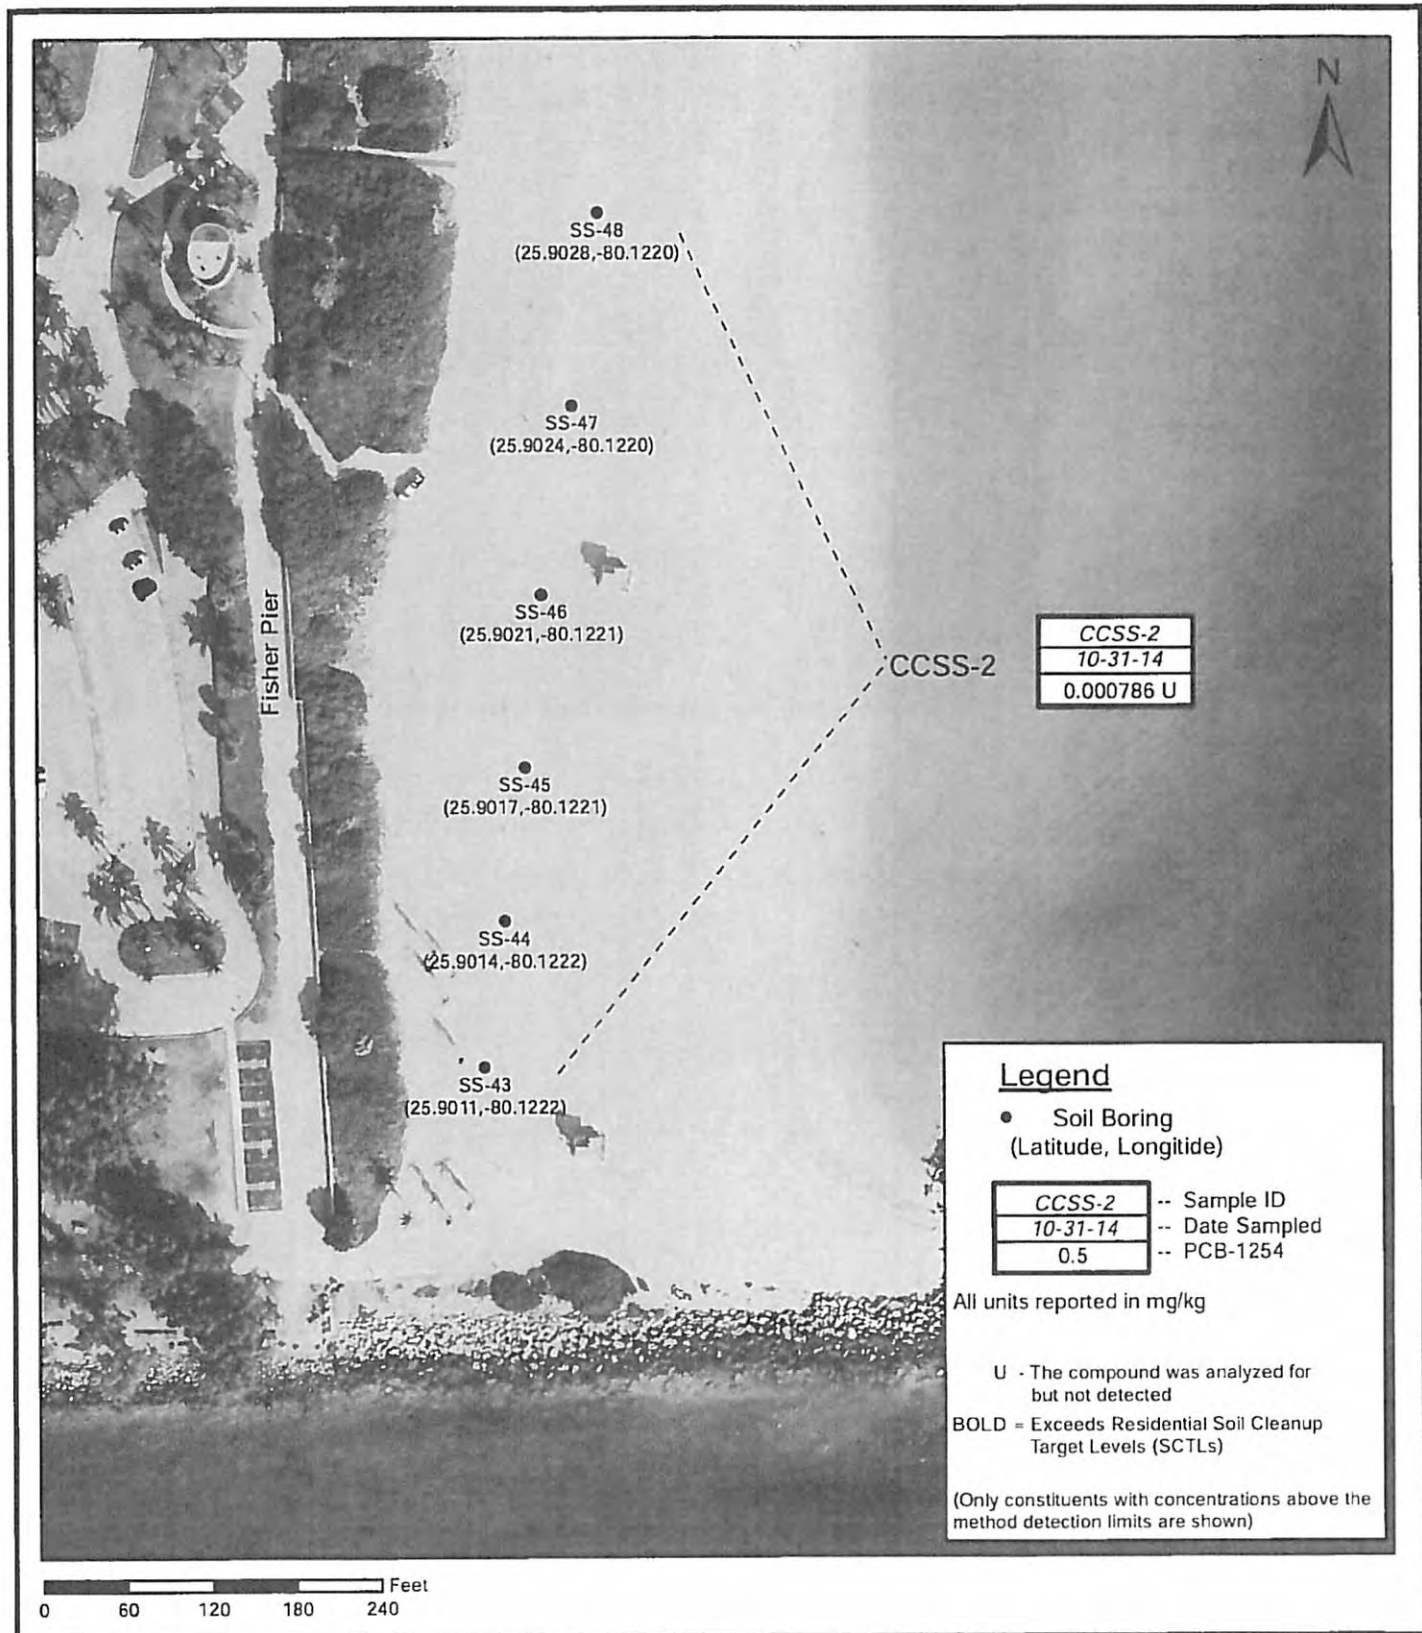 N
SS-48
(25.9028,-80.1220)
SS-47
(25.9024,-80.1220)
SS-46
(25.9021,-80.1221)
Fisher Pier
CCSS-2
CCSS-2
10-31-14
0.000786 U
SS-45
(25.9017,-80.1221)
SS-44
(25.9014,-80.1222)
SS-43
(25.9011,-80.1222)
Legend
Soil Boring
(Latitude, Longitide)
CCSS-2 -- Sample ID
10-31-14 -- Date Sampled
0.5 -- PCB-1254
All units reported in mg/kg
U - The compound was analyzed for
but not detected
BOLD = Exceeds Residential Soil Cleanup
Target Levels (SCTLs)
(Only constituents with concentrations above the
method detection limits are shown)
Feet
0 60 120 180 240